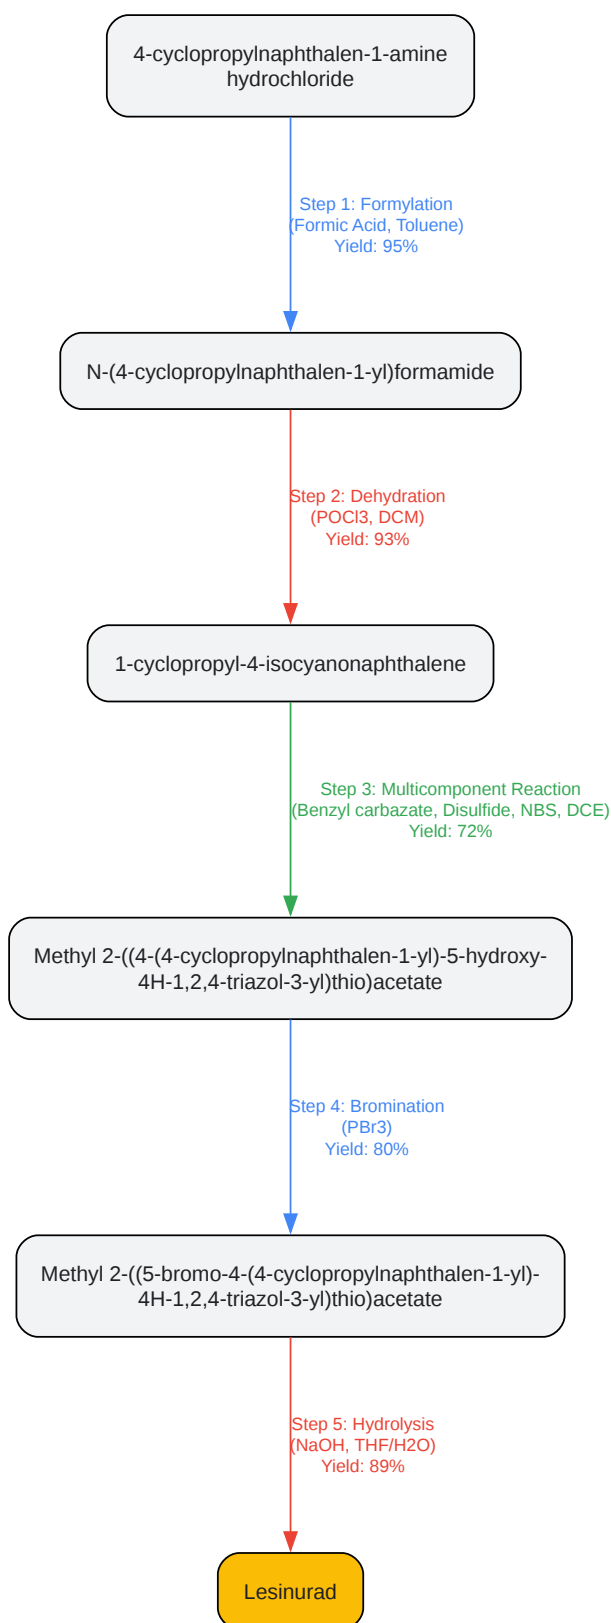 4-cyclopropylnaphthalen-1-amine
hydrochloride
Step 1: Formylation
(Formic Acid, Toluene)
Yield: 95%
N-(4-cyclopropylnaphthalen-1-yl)formamide
Step 2: Dehydration
(POCl3, DCM)
Yield: 93%
1-cyclopropyl-4-isocyanonaphthalene
Step 3: Multicomponent Reaction
(Benzyl carbazate, Disulfide, NBS, DCE)
Yield: 72%
Methyl 2-((4-(4-cyclopropylnaphthalen-1-yl)-5-hydroxy-
4H-1,2,4-triazol-3-yl)thio)acetate
Step 4: Bromination
(PBr3)
Yield: 80%
Methyl 2-((5-bromo-4-(4-cyclopropylnaphthalen-1-yl)-
4H-1,2,4-triazol-3-yl)thio)acetate
Step 5: Hydrolysis
(NaOH, THF/H2O)
Yield: 89%
Lesinurad